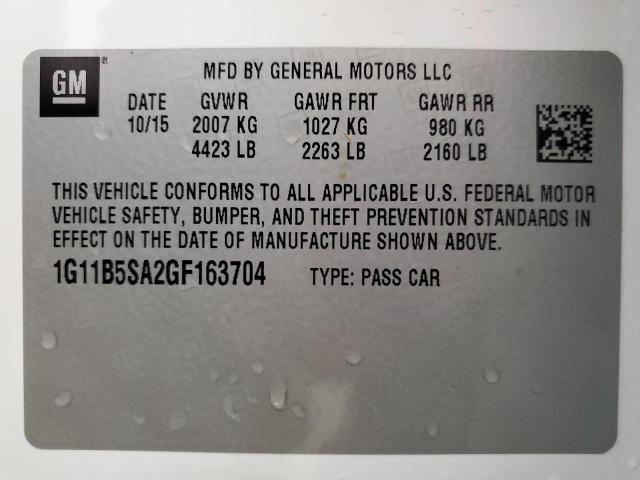 GM
MFD BY GENERAL MOTORS LLC
DATE GVWR GAWR FRT GAWR RR
10/15 2007 KG 1027 KG 980 KG
4423 LB 2263 LB 2160 LB
THIS VEHICLE CONFORMS TO ALL APPLICABLE U.S. FEDERAL MOTOR
VEHICLE SAFETY, BUMPER, AND THEFT PREVENTION STANDARDS IN
EFFECT ON THE DATE OF MANUFACTURE SHOWN ABOVE.
1G11B5SA2GF163704 TYPE: PASS CAR